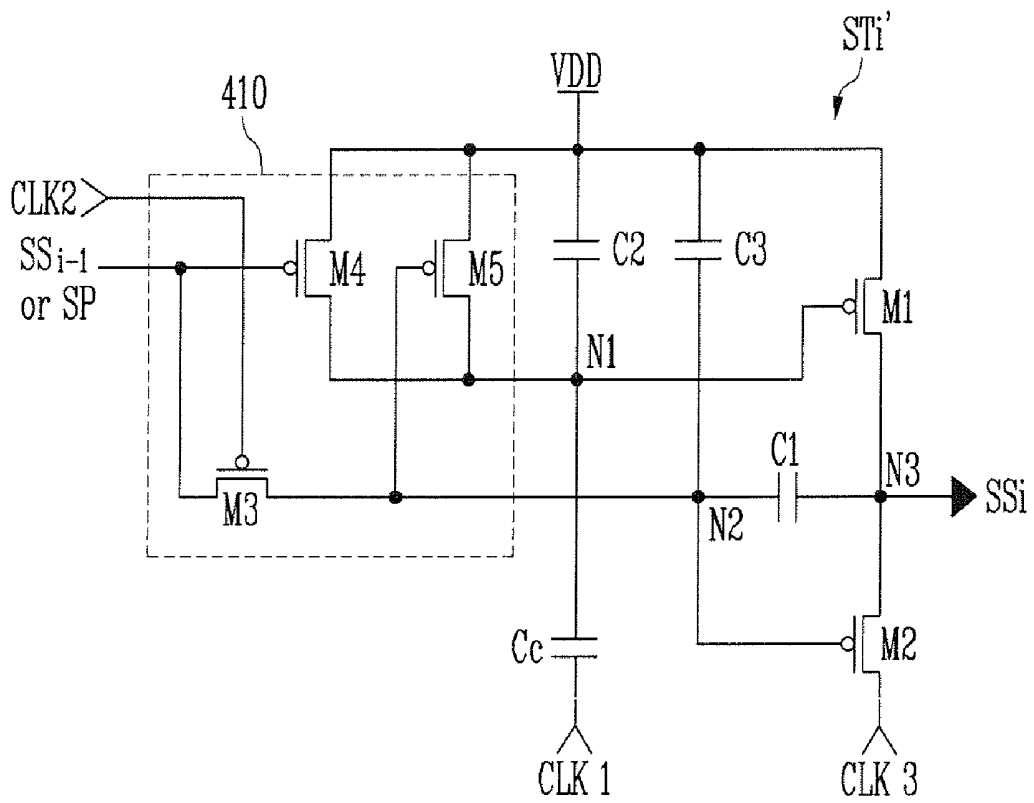 STi'
VDD
410
CLK2
SSi-1
or SP
M4
M5
C2
C3
M1
N1
C1
N3
M3
N2
SSi
Cc
M2
CLK 1
CLK 3